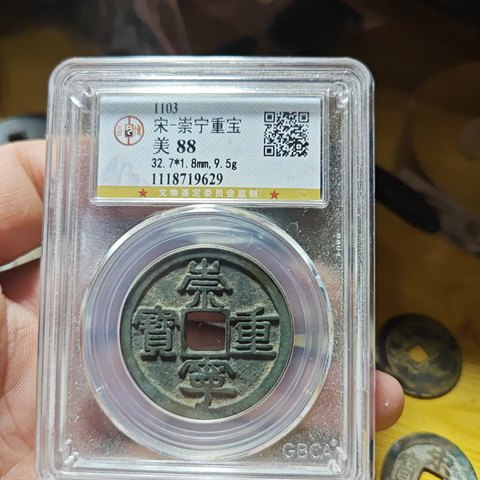 1103
宋-崇宁重宝
美 88
32.7*1.8mm, 9.5g
1118719629
★ 文物鉴定委员会监制 ★
崇
寶 重
寧
GBCA